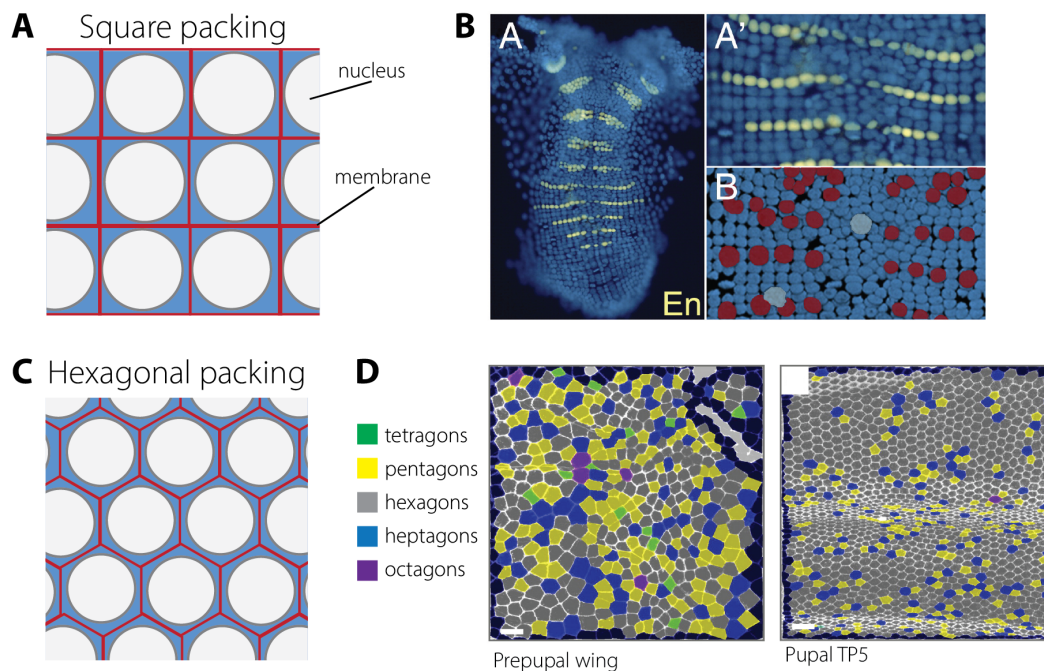 A
Square packing
nucleus
membrane
B
A
En
A'
B
C
Hexagonal packing
D
tetragons
pentagons
hexagons
heptagons
octagons
Prepupal wing
Pupal TP5